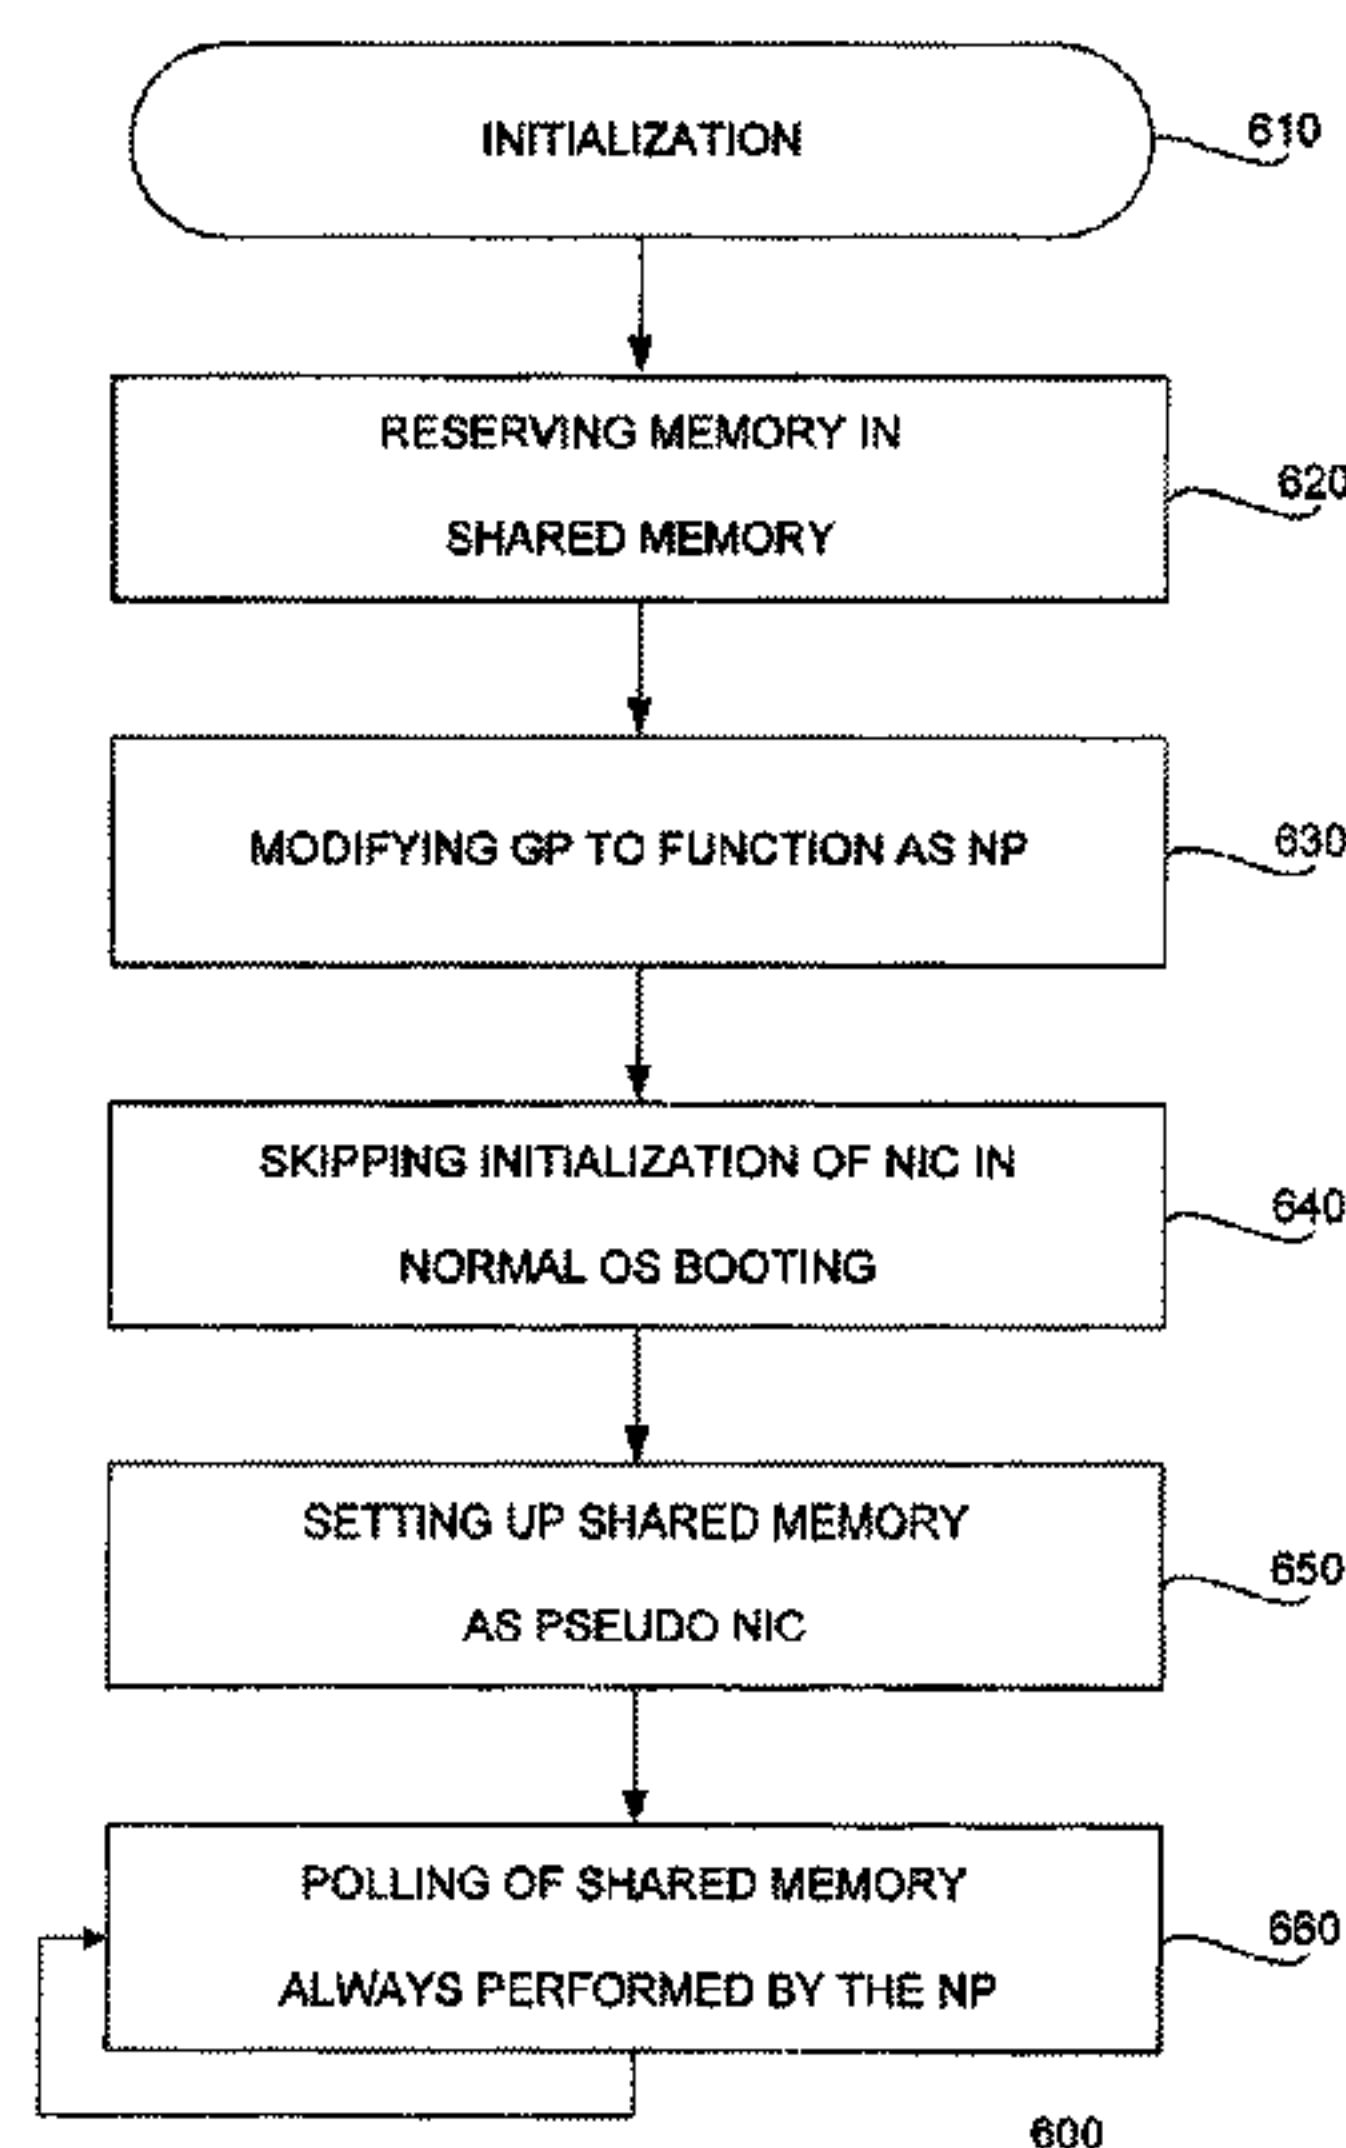 INITIALIZATION
610
RESERVING MEMORY IN
SHARED MEMORY
620
MODIFYING GP TO FUNCTION AS NP
630
SKIPPING INITIALIZATION OF NIC IN
NORMAL OS BOOTING
640
SETTING UP SHARED MEMORY
AS PSEUDO NIC
650
POLLING OF SHARED MEMORY
ALWAYS PERFORMED BY THE NP
660
600